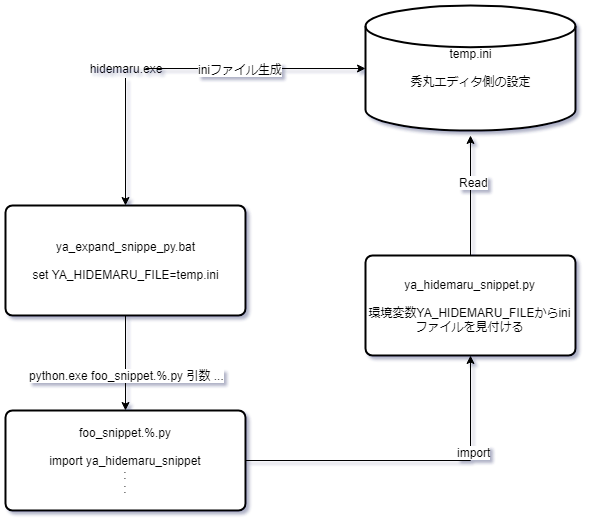 temp.ini
秀丸エディタ側の設定
hidemaru.exe
iniファイル生成
Read
ya_expand_snippe_py.bat
set YA_HIDEMARU_FILE=temp.ini
ya_hidemaru_snippet.py
環境変数YA_HIDEMARU_FILEからini
ファイルを見付ける
python.exe foo_snippet.%.py 引数 ...
foo_snippet.%.py
import ya_hidemaru_snippet
:
:
import